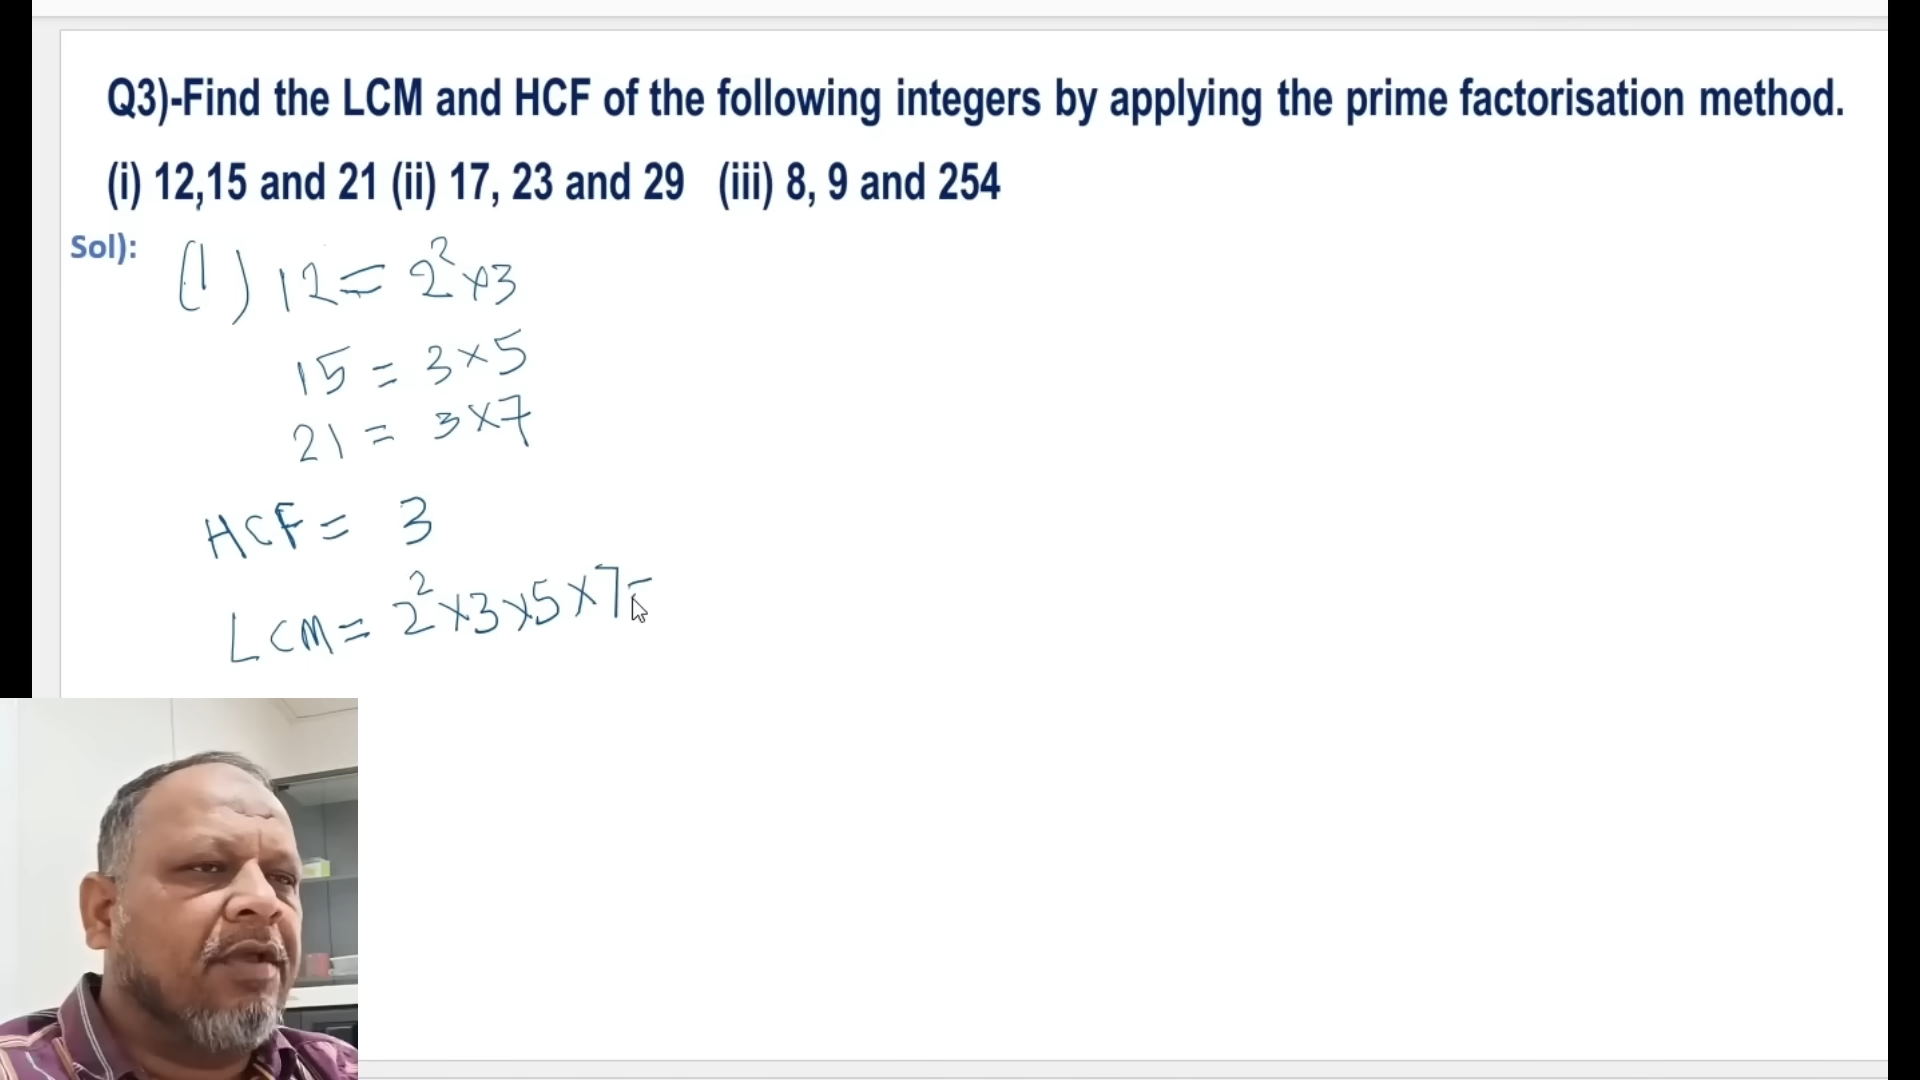 Q3)-Find the LCM and HCF of the following integers by applying the prime factorisation method.
(i) 12,15 and 21 (ii) 17, 23 and 29 (iii) 8, 9 and 254
Sol):
(1) 12 = 2² × 3
15 = 3 × 5
21 = 3 × 7
HCF = 3
LCM = 2² × 3 × 5 × 7